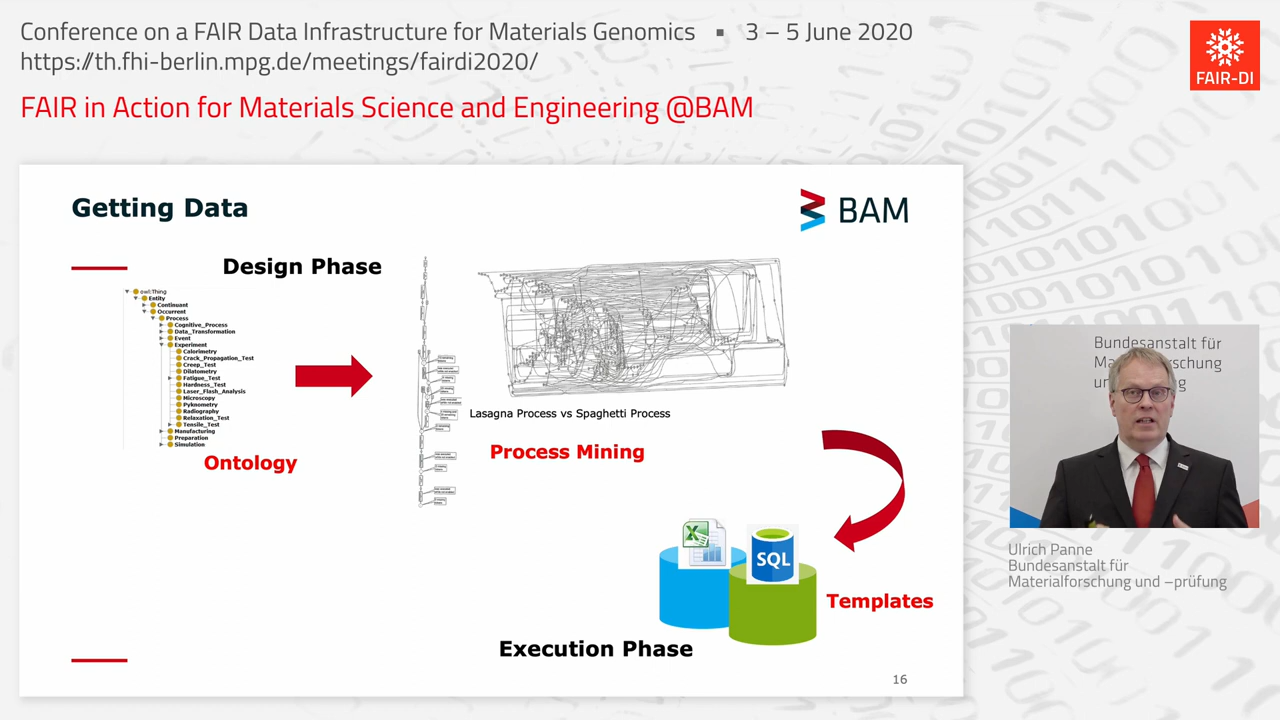 Conference on a FAIR Data Infrastructure for Materials Genomics ▪ 3 – 5 June 2020
https://th.fhi-berlin.mpg.de/meetings/fairdi2020/
FAIR-DI
FAIR in Action for Materials Science and Engineering @BAM
Getting Data
BAM
Design Phase
owl:Thing
Entity
Continuant
Occurrent
Process
Cognitive_Process
Data_Transformation
Event
Experiment
Calorimetry
Crack_Propagation_Test
Creep_Test
Dilatometry
Fatigue_Test
Hardness_Test
Laser_Flash_Analysis
Microscopy
Pyknometry
Radiography
Relaxation_Test
Tensile_Test
Manufacturing
Preparation
Simulation
Ontology
Lasagna Process vs Spaghetti Process
Process Mining
SQL
Templates
Execution Phase
16
Bundesanstalt für
Ulrich Panne
Bundesanstalt für
Materialforschung und –prüfung